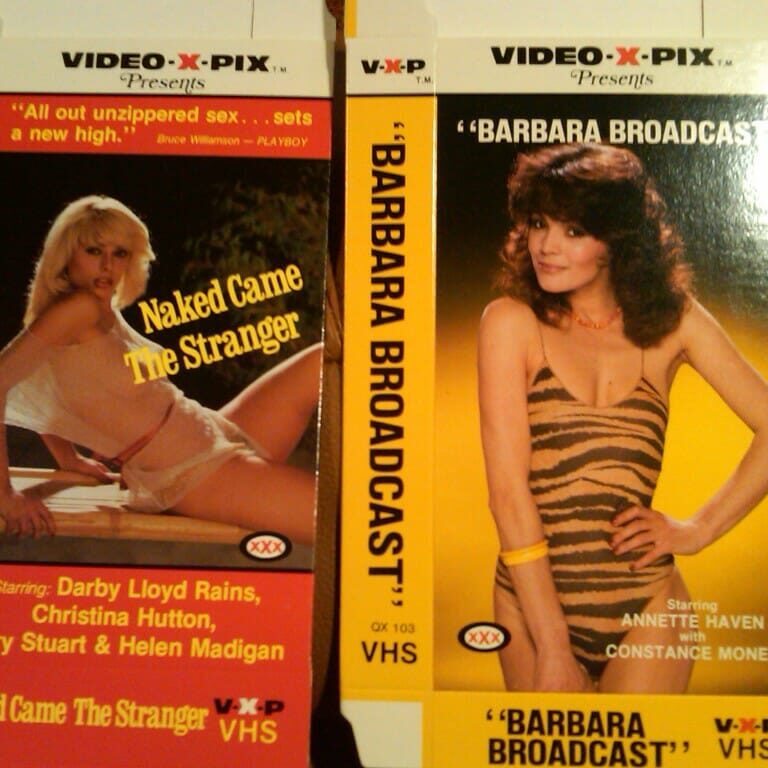 VIDEO-X-PIX T.M.
Presents
"All out unzippered sex...sets
a new high." Bruce Williamson — PLAYBOY
Naked Came
The Stranger
XXX
Starring: Darby Lloyd Rains,
Christina Hutton,
y Stuart & Helen Madigan
d Came The Stranger V-X-P
VHS
V-X-P
T.M.
"BARBARA BROADCAST"
QX 103
VHS
VIDEO-X-PIX T.M.
Presents
"BARBARA BROADCAST
XXX
Starring
ANNETTE HAVEN
with
CONSTANCE MONE
"BARBARA
BROADCAST"
V-X-P
VHS